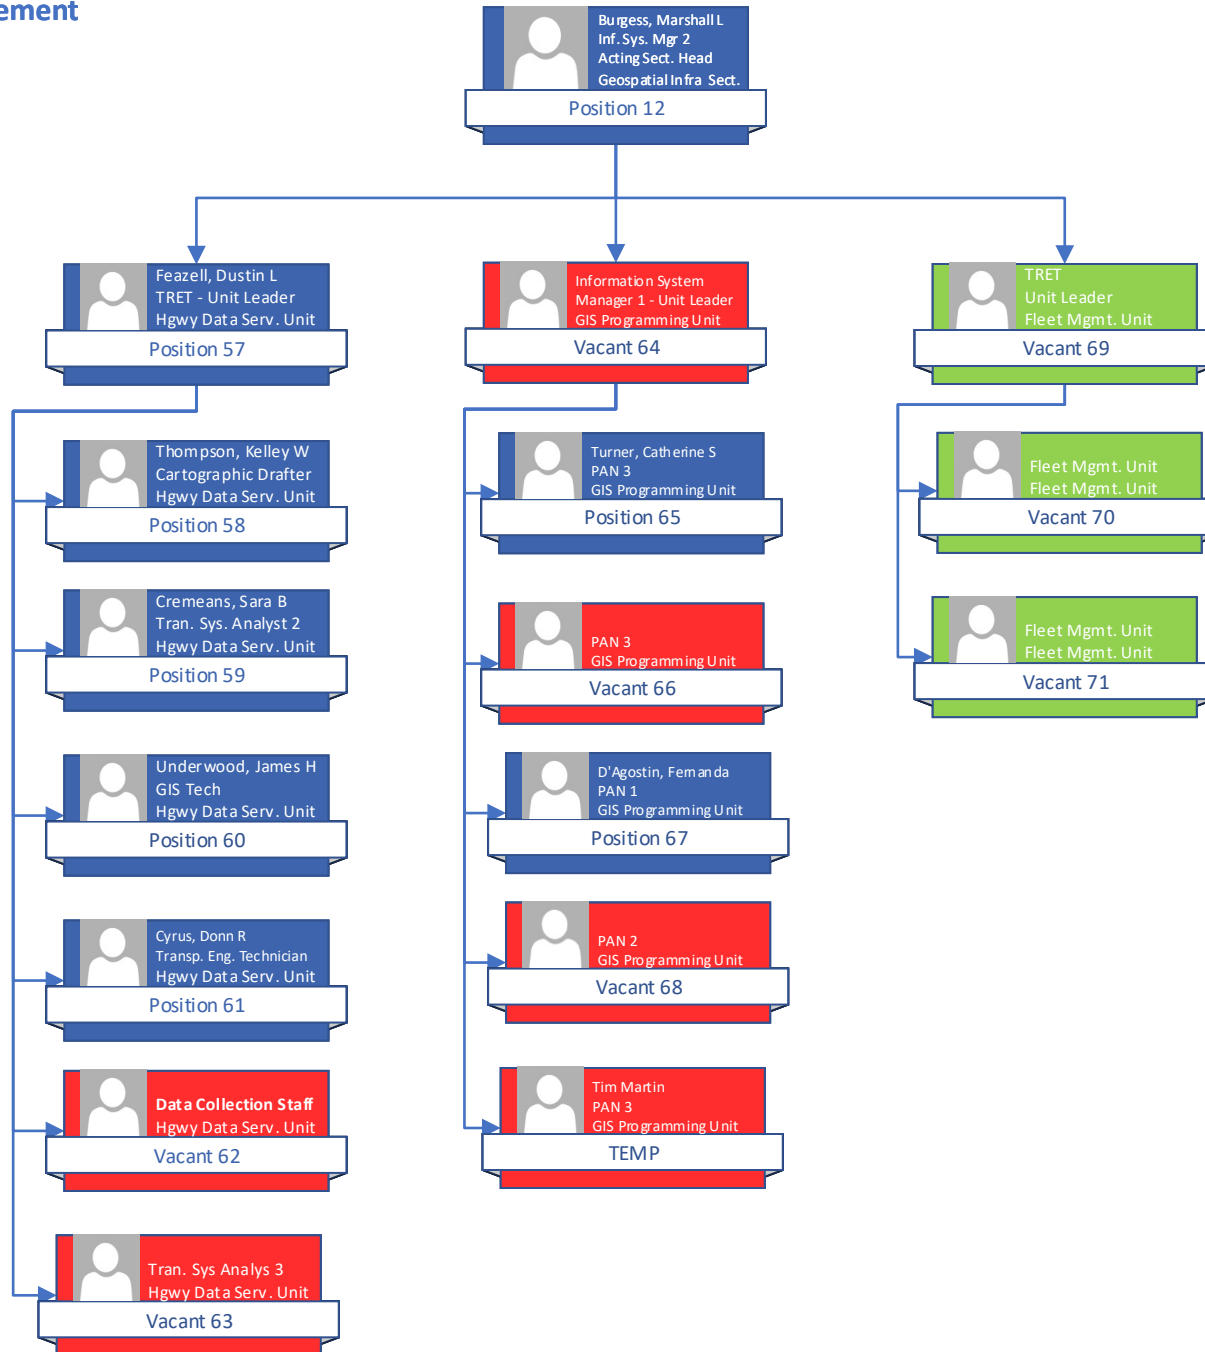 ement
Burgess, Marshall L
Inf. Sys. Mgr 2
Acting Sect. Head
Geospatial Infra Sect.
Position 12
Feazell, Dustin L
TRET - Unit Leader
Hgwy Data Serv. Unit
Position 57
Thompson, Kelley W
Cartographic Drafter
Hgwy Data Serv. Unit
Position 58
Cremeans, Sara B
Tran. Sys. Analyst 2
Hgwy Data Serv. Unit
Position 59
Underwood, James H
GIS Tech
Hgwy Data Serv. Unit
Position 60
Cyrus, Donn R
Transp. Eng. Technician
Hgwy Data Serv. Unit
Position 61
Data Collection Staff
Hgwy Data Serv. Unit
Vacant 62
Tran. Sys Analys 3
Hgwy Data Serv. Unit
Vacant 63
Information System
Manager 1 - Unit Leader
GIS Programming Unit
Vacant 64
Turner, Catherine S
PAN 3
GIS Programming Unit
Position 65
PAN 3
GIS Programming Unit
Vacant 66
D'Agostin, Fernanda
PAN 1
GIS Programming Unit
Position 67
PAN 2
GIS Programming Unit
Vacant 68
Tim Martin
PAN 3
GIS Programming Unit
TEMP
TRET
Unit Leader
Fleet Mgmt. Unit
Vacant 69
Fleet Mgmt. Unit
Fleet Mgmt. Unit
Vacant 70
Fleet Mgmt. Unit
Fleet Mgmt. Unit
Vacant 71